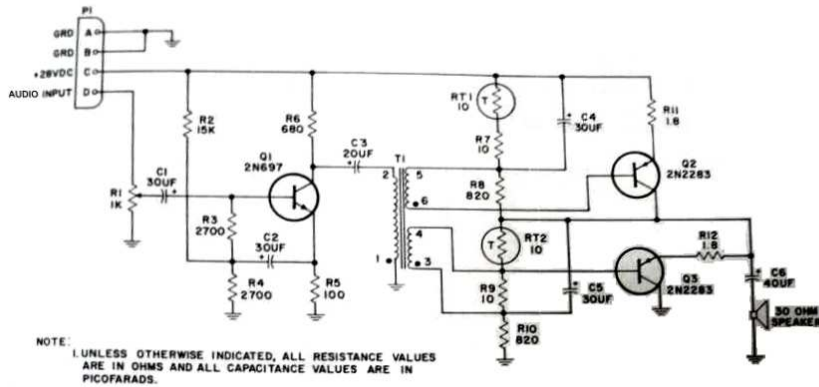 P1
GRD A
GRD B
+28VDC C
AUDIO INPUT D
R2
15K
R6
680
C3
20UF
Q1
2N697
C1
30UF
R1
1K
R3
2700
C2
30UF
R4
2700
R5
100
T1
2
5
6
4
1
3
RT1
10
T
R7
10
R8
820
C4
30UF
R11
1.8
Q2
2N2283
RT2
10
T
R9
10
R10
820
C5
30UF
R12
1.8
Q3
2N2283
C6
40UF
30 OHM
SPEAKER
NOTE:
1. UNLESS OTHERWISE INDICATED, ALL RESISTANCE VALUES
ARE IN OHMS AND ALL CAPACITANCE VALUES ARE IN
PICOFARADS.